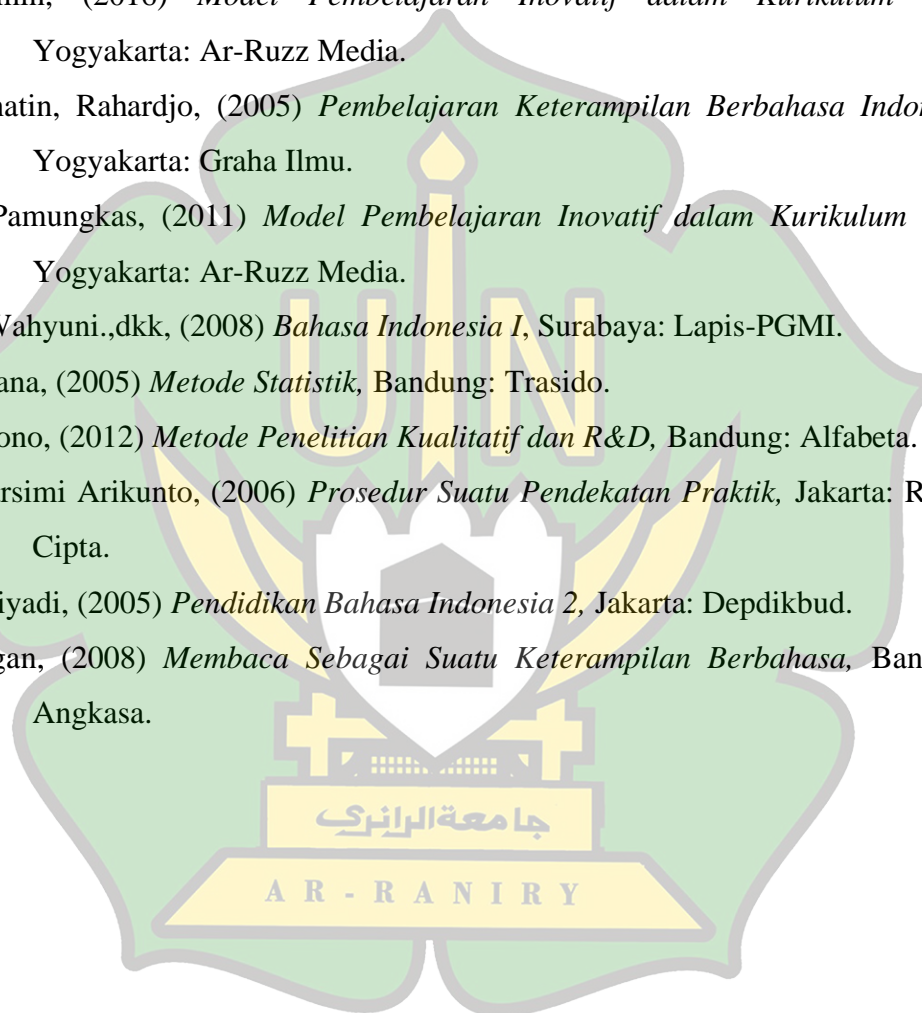 (2016) Model Pembelajaran Inovatif dalam Kurikulum
Yogyakarta: Ar-Ruzz Media.
Rahardjo, (2005) Pembelajaran Keterampilan Berbahasa
Yogyakarta: Graha Ilmu.
Pamungkas, (2011) Model Pembelajaran Inovatif dalam Kurikulum
Yogyakarta: Ar-Ruzz Media.
Wahyuni.,dkk, (2008) Bahasa Indonesia I, Surabaya: Lapis-PGMI.
(2005) Metode Statistik, Bandung: Trasido.
(2012) Metode Penelitian Kualitatif dan R&D, Bandung: Alfabeta.
Arikunto, (2006) Prosedur Suatu Pendekatan Praktik, Jakarta:
Cipta.
(2005) Pendidikan Bahasa Indonesia 2, Jakarta: Depdikbud.
(2008) Membaca Sebagai Suatu Keterampilan Berbahasa,
Angkasa.
UIN
جامعة الرانري
AR-RANIRY